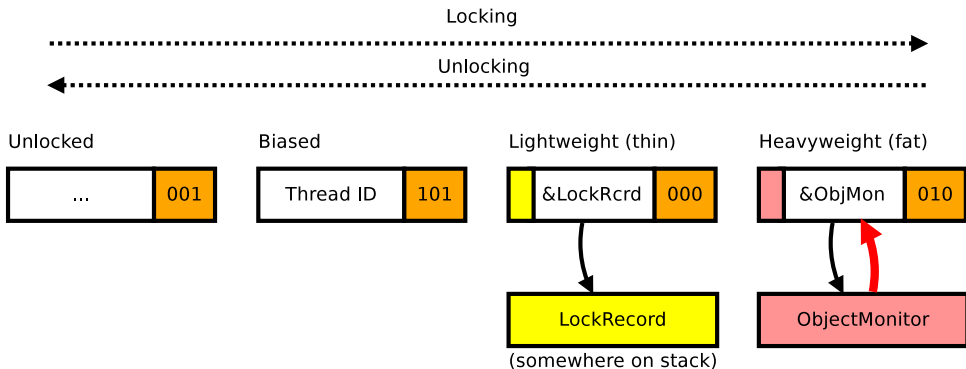 Locking
Unlocking
Unlocked
Biased
Lightweight (thin)
Heavyweight (fat)
... 001
Thread ID 101
&LockRcrd 000
&ObjMon 010
LockRecord
ObjectMonitor
(somewhere on stack)